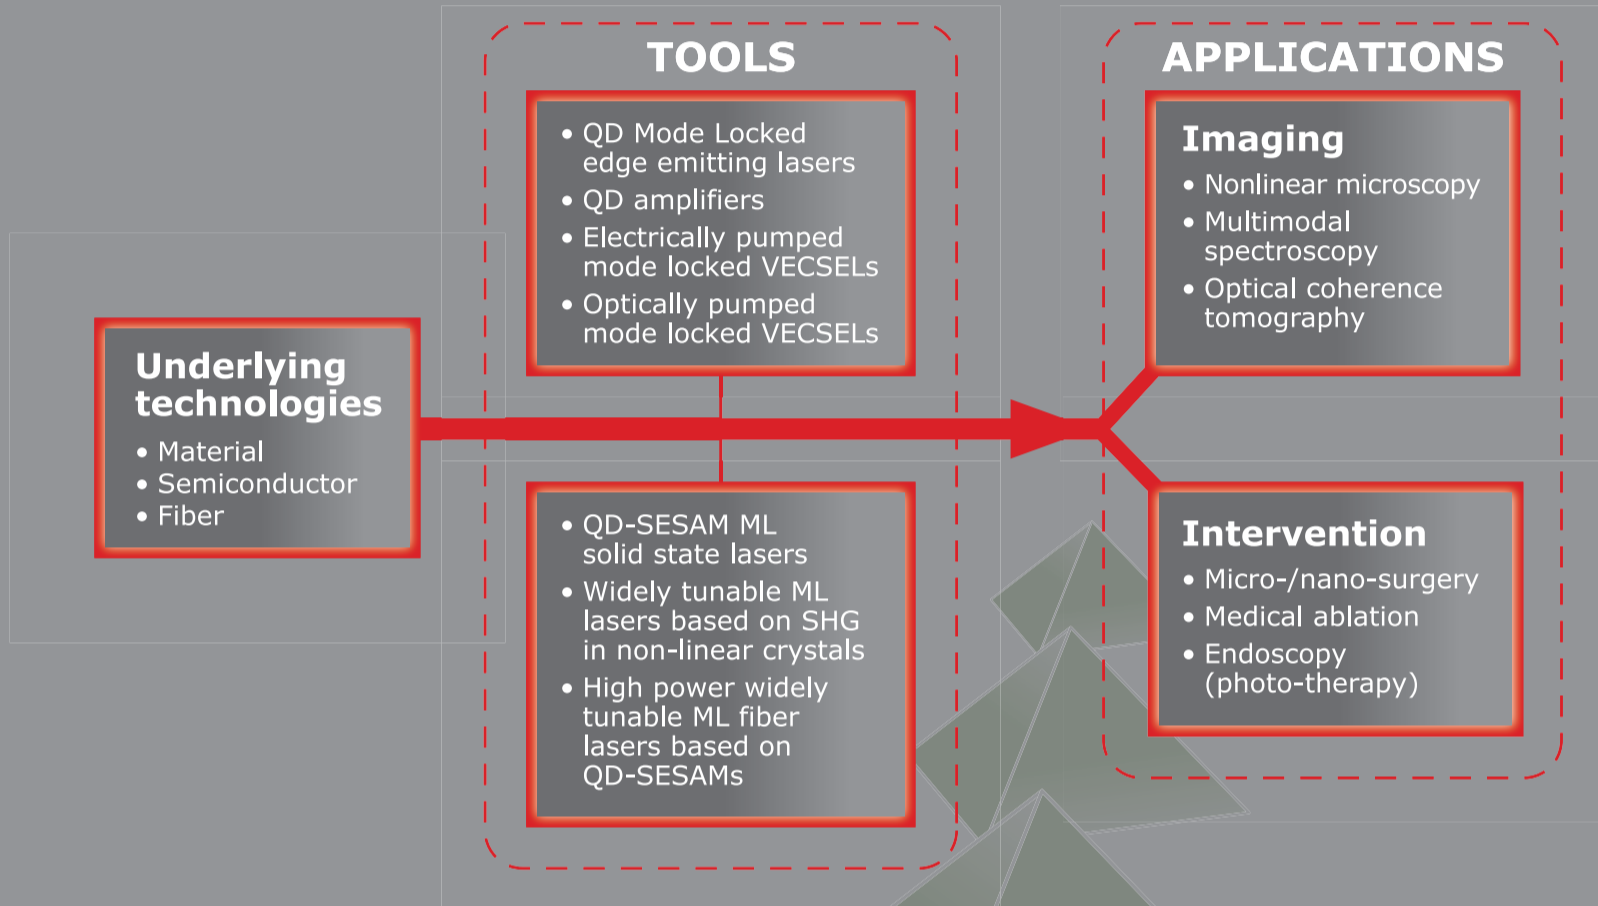 Underlying
technologies
• Material
• Semiconductor
• Fiber
TOOLS
• QD Mode Locked
edge emitting lasers
• QD amplifiers
• Electrically pumped
mode locked VECSELs
• Optically pumped
mode locked VECSELs
• QD-SESAM ML
solid state lasers
• Widely tunable ML
lasers based on SHG
in non-linear crystals
• High power widely
tunable ML fiber
lasers based on
QD-SESAMs
APPLICATIONS
Imaging
• Nonlinear microscopy
• Multimodal
spectroscopy
• Optical coherence
tomography
Intervention
• Micro-/nano-surgery
• Medical ablation
• Endoscopy
(photo-therapy)